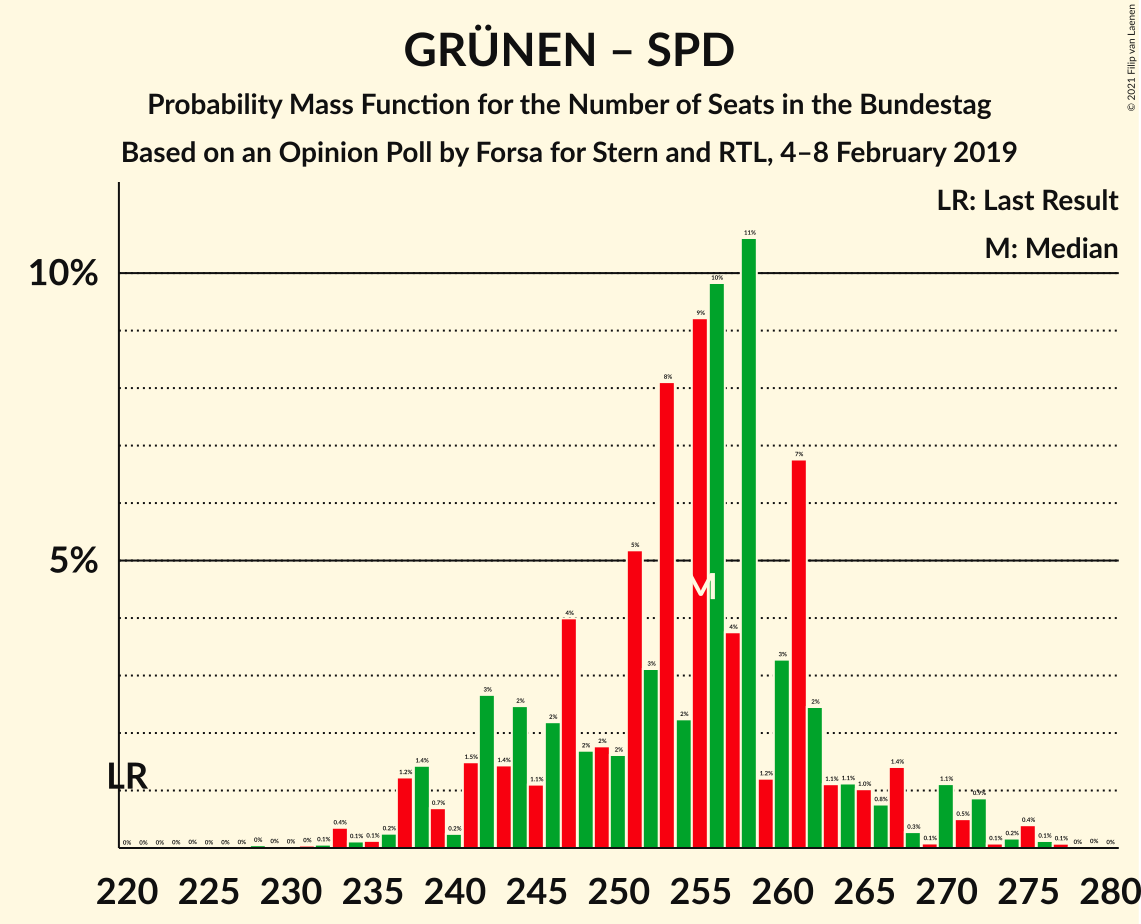 GRÜNEN – SPD
Probability Mass Function for the Number of Seats in the Bundestag
Based on an Opinion Poll by Forsa for Stern and RTL, 4–8 February 2019
© 2021 Filip van Laenen
LR: Last Result
M: Median
10%
5%
LR
M
0% 0% 0% 0% 0% 0% 0% 0% 0% 0% 0% 0% 0.1% 0.4% 0.1% 0.1% 0.2% 1.2% 1.4% 0.7% 0.2% 1.5% 3% 1.4% 2% 1.1% 2% 4% 2% 2% 2% 5% 3% 8% 2% 9% 10% 4% 11% 1.2% 3% 7% 2% 1.1% 1.1% 1.0% 0.8% 1.4% 0.3% 0.1% 1.1% 0.5% 0.9% 0.1% 0.2% 0.4% 0.1% 0.1% 0% 0% 0%
220 225 230 235 240 245 250 255 260 265 270 275 280